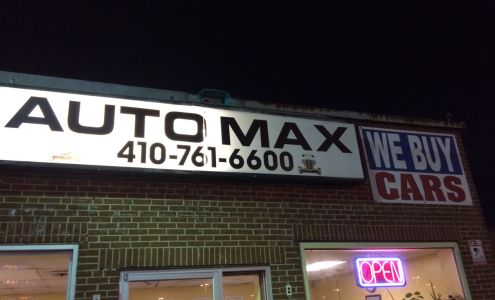 AUTO MAX
410-761-6600
WE BUY
CARS
OPEN